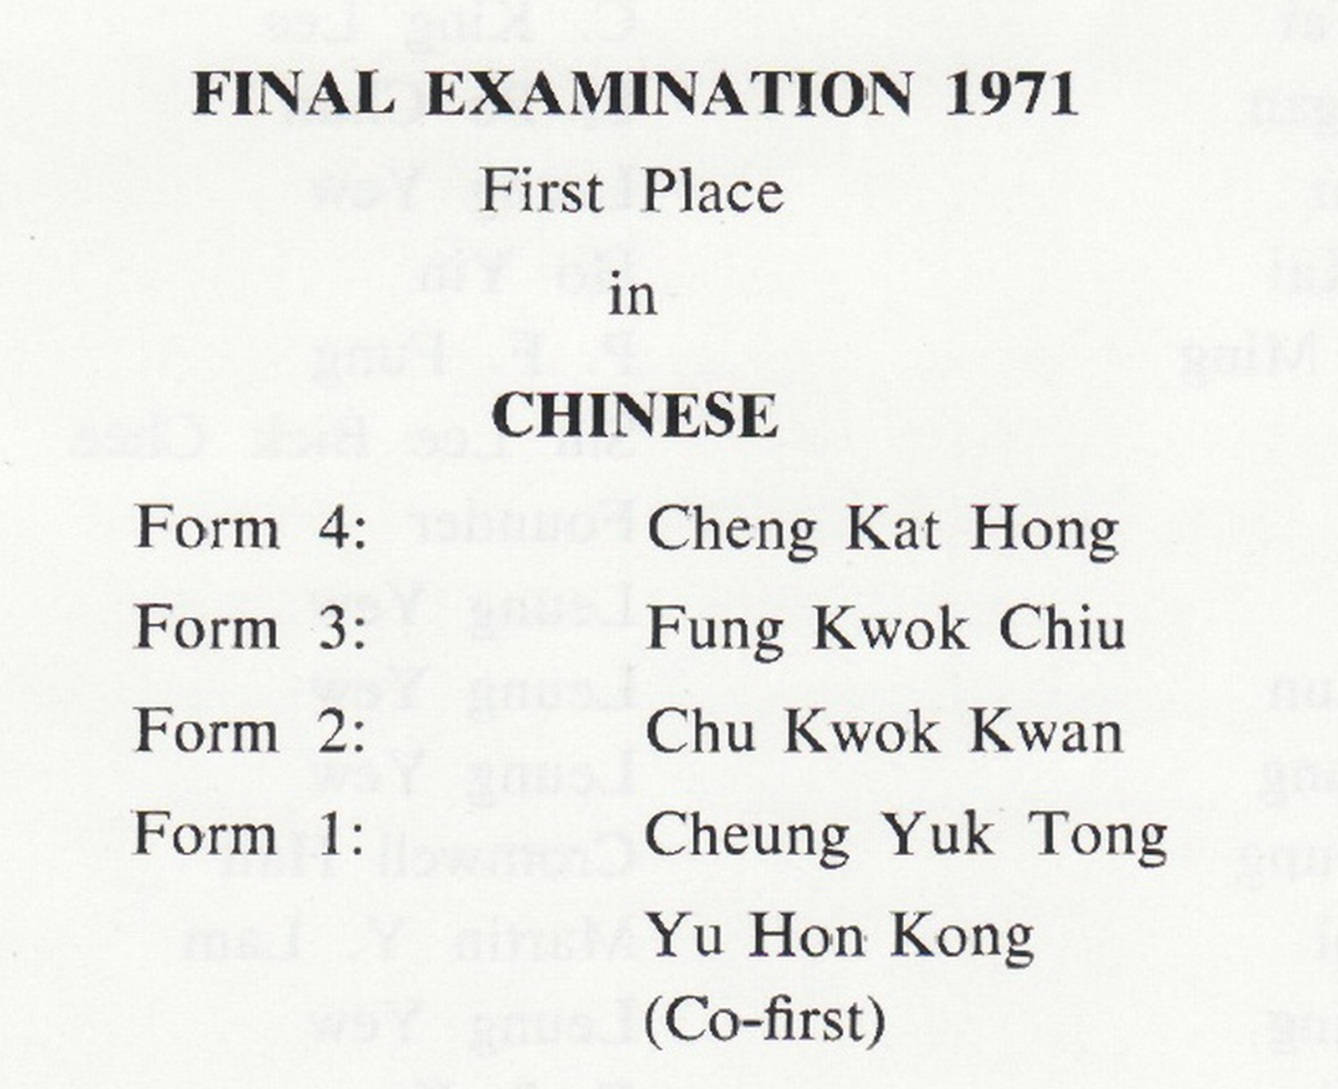 FINAL EXAMINATION 1971
First Place
in
CHINESE
Form 4: Cheng Kat Hong
Form 3: Fung Kwok Chiu
Form 2: Chu Kwok Kwan
Form 1: Cheung Yuk Tong
Yu Hon Kong
(Co-first)